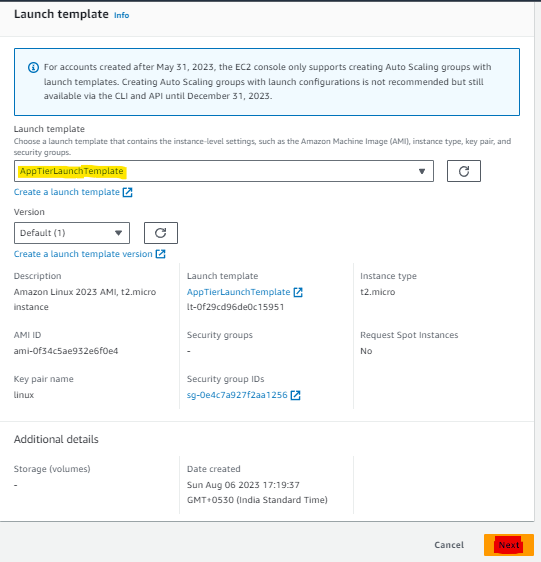 Launch template Info
For accounts created after May 31, 2023, the EC2 console only supports creating Auto Scaling groups with
launch templates. Creating Auto Scaling groups with launch configurations is not recommended but still
available via the CLI and API until December 31, 2023.
Launch template
Choose a launch template that contains the instance-level settings, such as the Amazon Machine Image (AMI), instance type, key pair, and
security groups.
AppTierLaunchTemplate
Create a launch template
Version
Default (1)
Create a launch template version
Description
Amazon Linux 2023 AMI, t2.micro
instance
Launch template
AppTierLaunchTemplate
lt-0f29cd96de0c15951
Instance type
t2.micro
AMI ID
ami-0f34c5ae932e6f0e4
Security groups
-
Request Spot Instances
No
Key pair name
linux
Security group IDs
sg-0e4c7a927f2aa1256
Additional details
Storage (volumes)
-
Date created
Sun Aug 06 2023 17:19:37
GMT+0530 (India Standard Time)
Cancel
Next